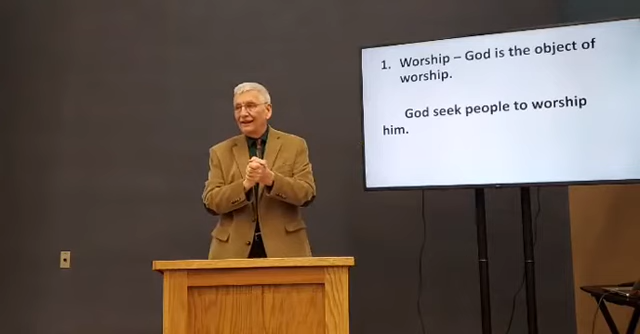 1. Worship – God is the object of
worship.
God seek people to worship
him.